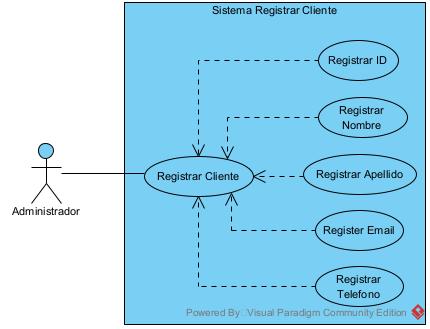 Sistema Registrar Cliente
Registrar ID
Registrar
Nombre
Registrar Cliente
Registrar Apellido
Administrador
Register Email
Registrar
Telefono
Powered By Visual Paradigm Community Edition